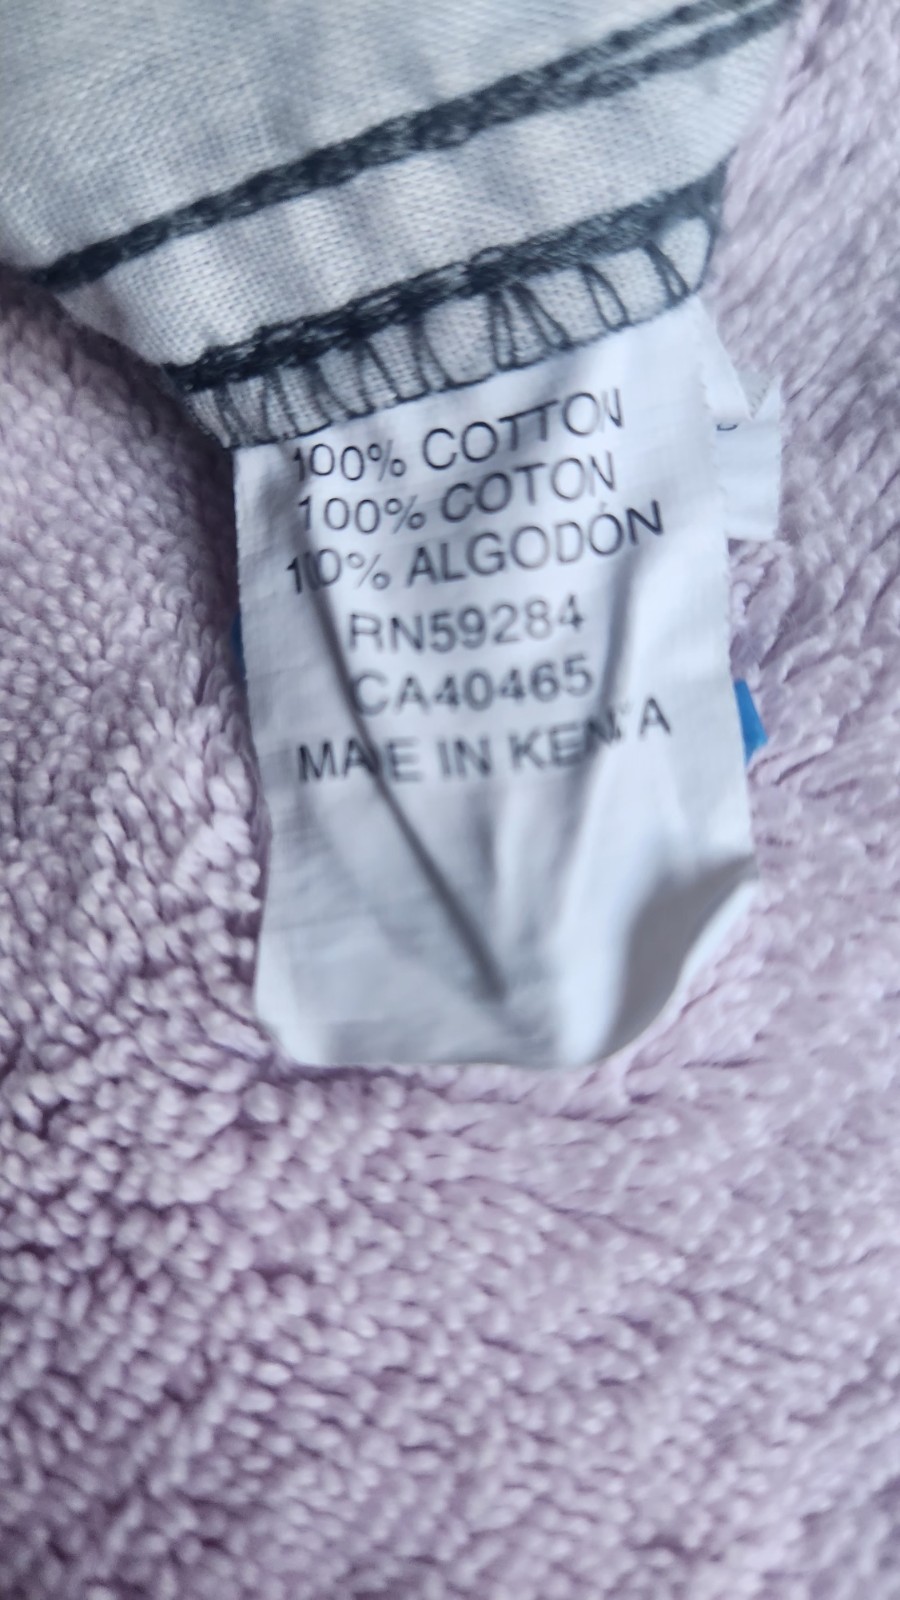 100% COTTON
100% COTON
100% ALGODÓN
RN59284
CA40465
MADE IN KENYA